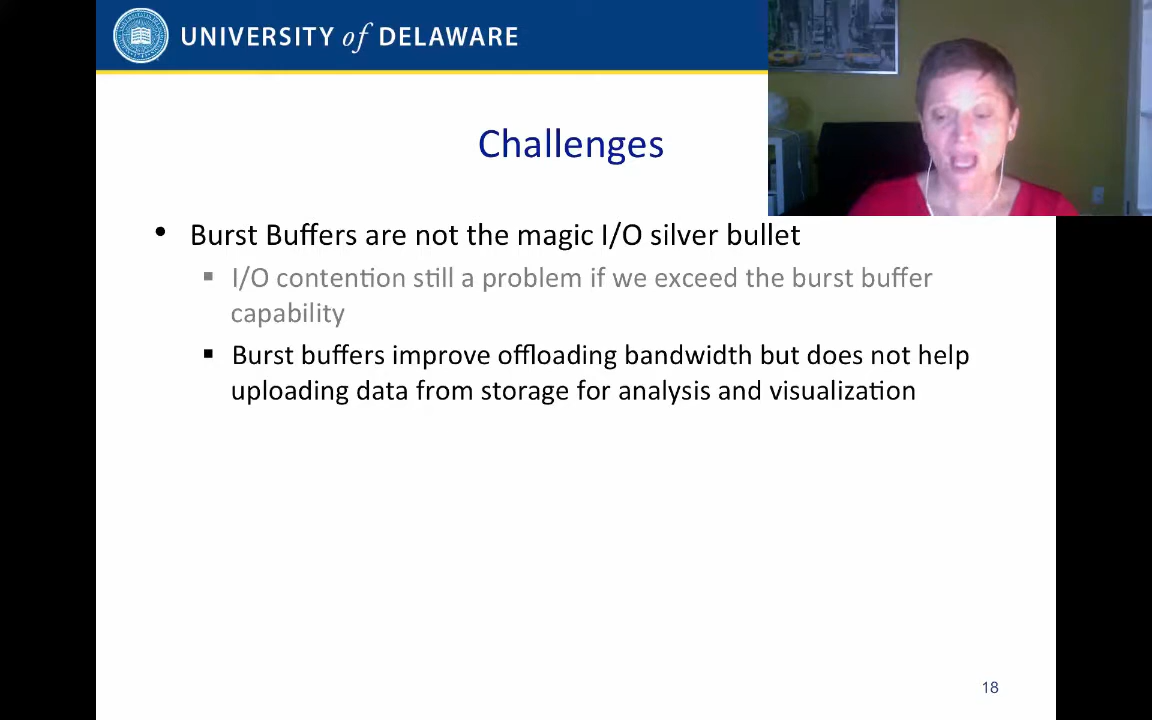 UNIVERSITY of DELAWARE
Challenges
• Burst Buffers are not the magic I/O silver bullet
▪ I/O contention still a problem if we exceed the burst buffer
capability
▪ Burst buffers improve offloading bandwidth but does not help
uploading data from storage for analysis and visualization
18